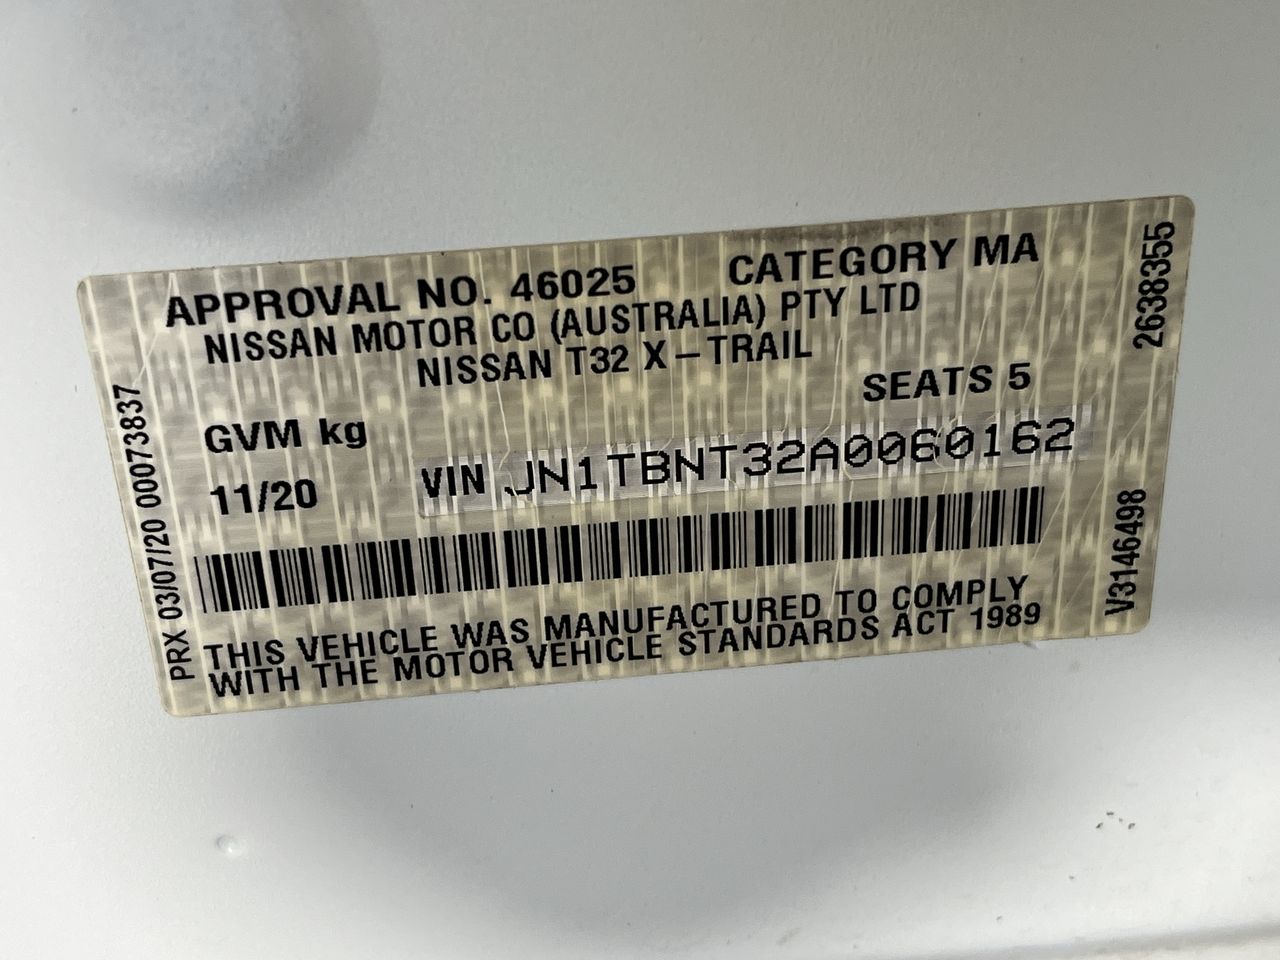 APPROVAL NO. 46025 CATEGORY MA
NISSAN MOTOR CO (AUSTRALIA) PTY LTD
NISSAN T32 X-TRAIL
SEATS 5
GVM kg
VIN JN1TBNT32A0060162
11/20
THIS VEHICLE WAS MANUFACTURED TO COMPLY
WITH THE MOTOR VEHICLE STANDARDS ACT 1989
PRX 03/07/20 00073837
2638355
V3146498